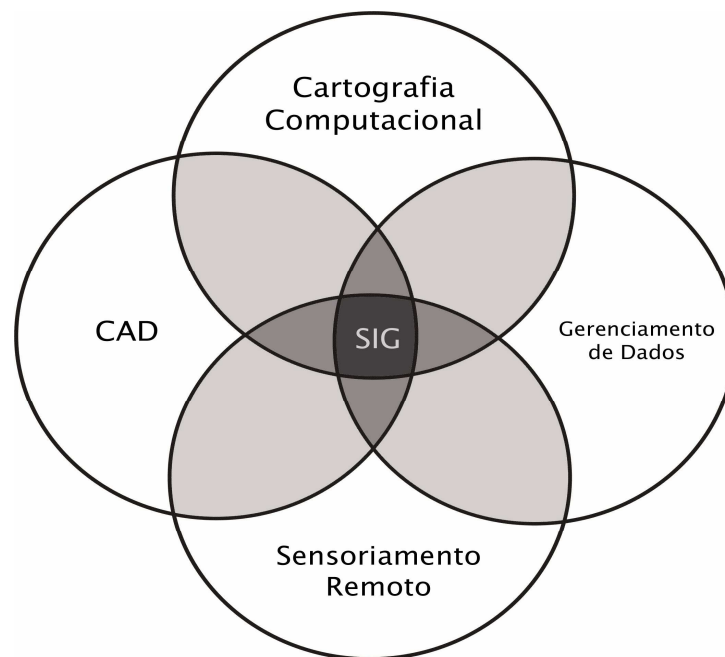 Cartografia
Computacional
CAD
SIG
Gerenciamento
de Dados
Sensoriamento
Remoto